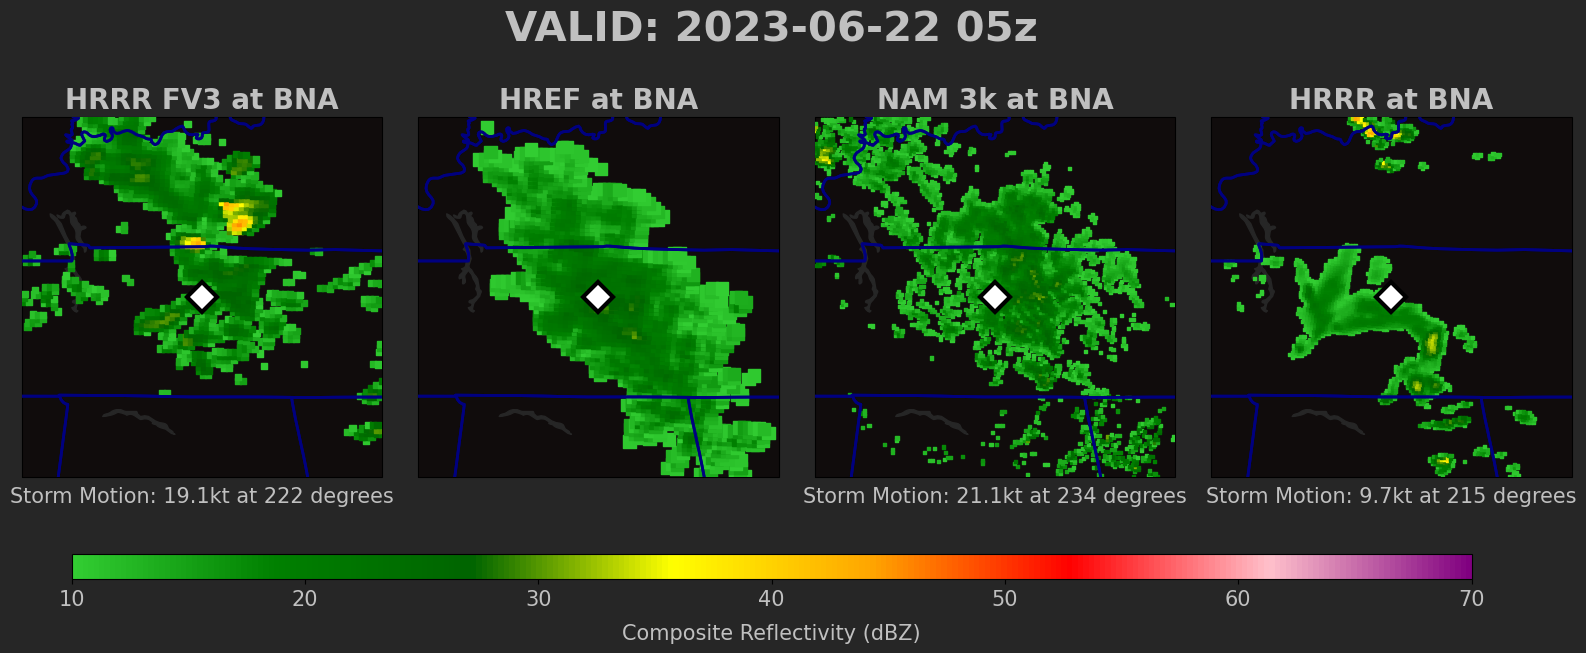 VALID: 2023-06-22 05z
HRRR FV3 at BNA
HREF at BNA
NAM 3k at BNA
HRRR at BNA
Storm Motion: 19.1kt at 222 degrees
Storm Motion: 21.1kt at 234 degrees
Storm Motion: 9.7kt at 215 degrees
10 20 30 40 50 60 70
Composite Reflectivity (dBZ)